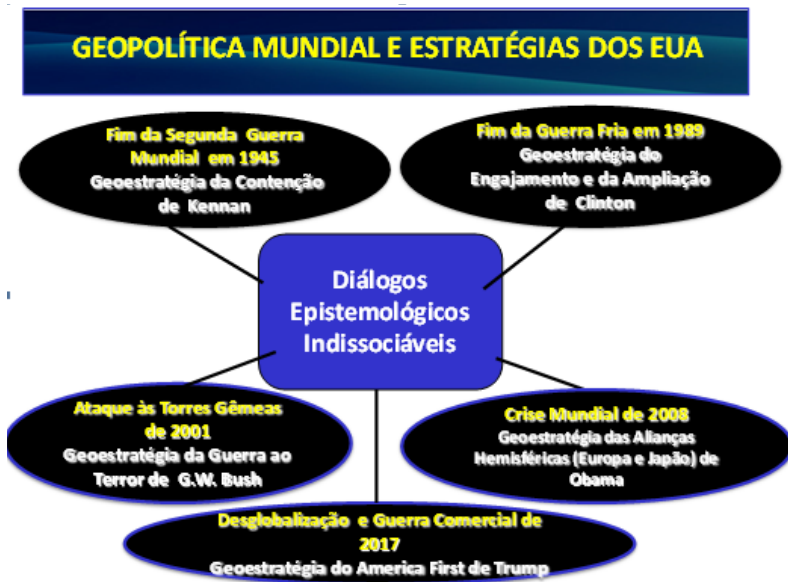 GEOPOLÍTICA MUNDIAL E ESTRATÉGIAS DOS EUA
Fim da Segunda Guerra
Mundial em 1945
Geoestratégia da Contenção
de Kennan
Fim da Guerra Fria em 1989
Geoestratégia do
Engajamento e da Ampliação
de Clinton
Diálogos
Epistemológicos
Indissociáveis
Ataque às Torres Gêmeas
de 2001
Geoestratégia da Guerra ao
Terror de G.W. Bush
Crise Mundial de 2008
Geoestratégia das Alianças
Hemisféricas (Europa e Japão) de
Obama
Desglobalização e Guerra Comercial de
2017
Geoestratégia do America First de Trump